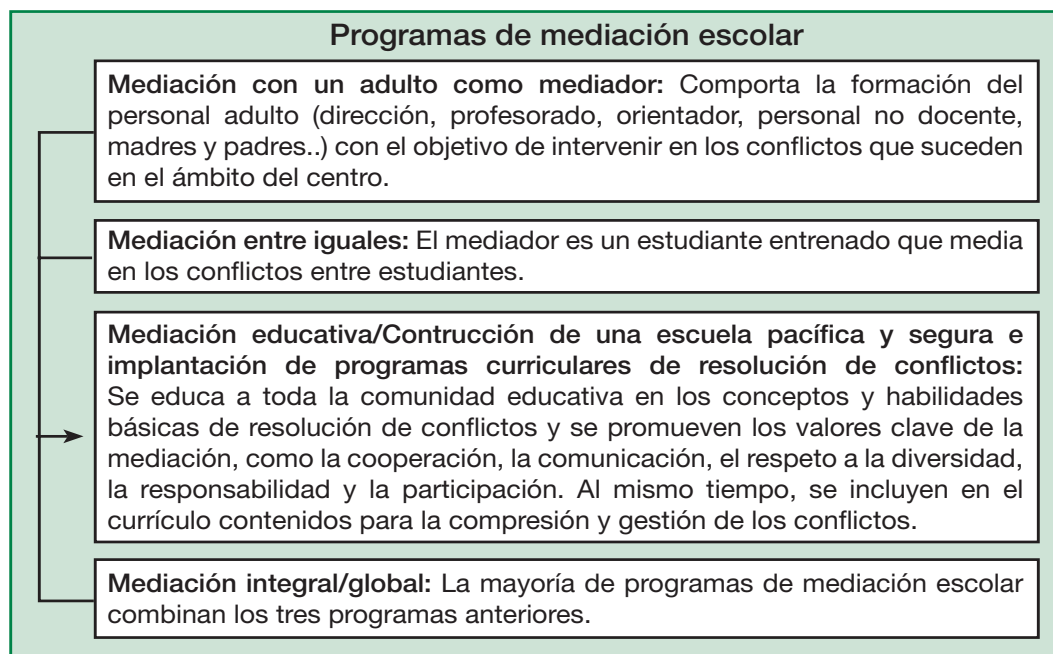 Programas de mediación escolar
Mediación con un adulto como mediador: Comporta la formación del
personal adulto (dirección, profesorado, orientador, personal no docente,
madres y padres..) con el objetivo de intervenir en los conflictos que suceden
en el ámbito del centro.
Mediación entre iguales: El mediador es un estudiante entrenado que media
en los conflictos entre estudiantes.
Mediación educativa/Contrucción de una escuela pacífica y segura e
implantación de programas curriculares de resolución de conflictos:
Se educa a toda la comunidad educativa en los conceptos y habilidades
básicas de resolución de conflictos y se promueven los valores clave de la
mediación, como la cooperación, la comunicación, el respeto a la diversidad,
la responsabilidad y la participación. Al mismo tiempo, se incluyen en el
currículo contenidos para la compresión y gestión de los conflictos.
Mediación integral/global: La mayoría de programas de mediación escolar
combinan los tres programas anteriores.